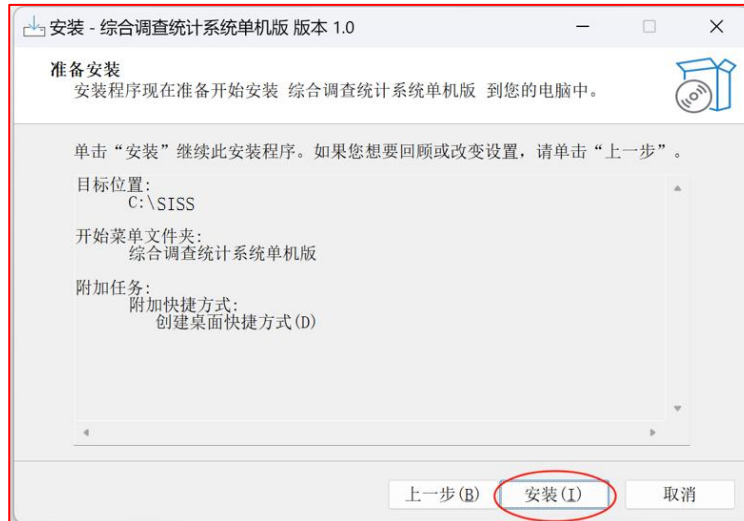 安装 - 综合调查统计系统单机版 版本 1.0
准备安装
安装程序现在准备开始安装 综合调查统计系统单机版 到您的电脑中。
单击“安装”继续此安装程序。如果您想要回顾或改变设置，请单击“上一步”。
目标位置:
C:\SISS
开始菜单文件夹:
综合调查统计系统单机版
附加任务:
附加快捷方式:
创建桌面快捷方式(D)
上一步(B) 安装(I) 取消